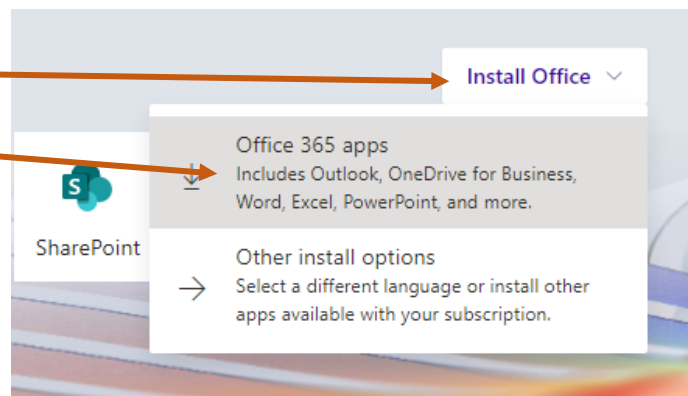 Install Office
Office 365 apps
Includes Outlook, OneDrive for Business,
Word, Excel, PowerPoint, and more.
S
SharePoint
Other install options
Select a different language or install other
apps available with your subscription.